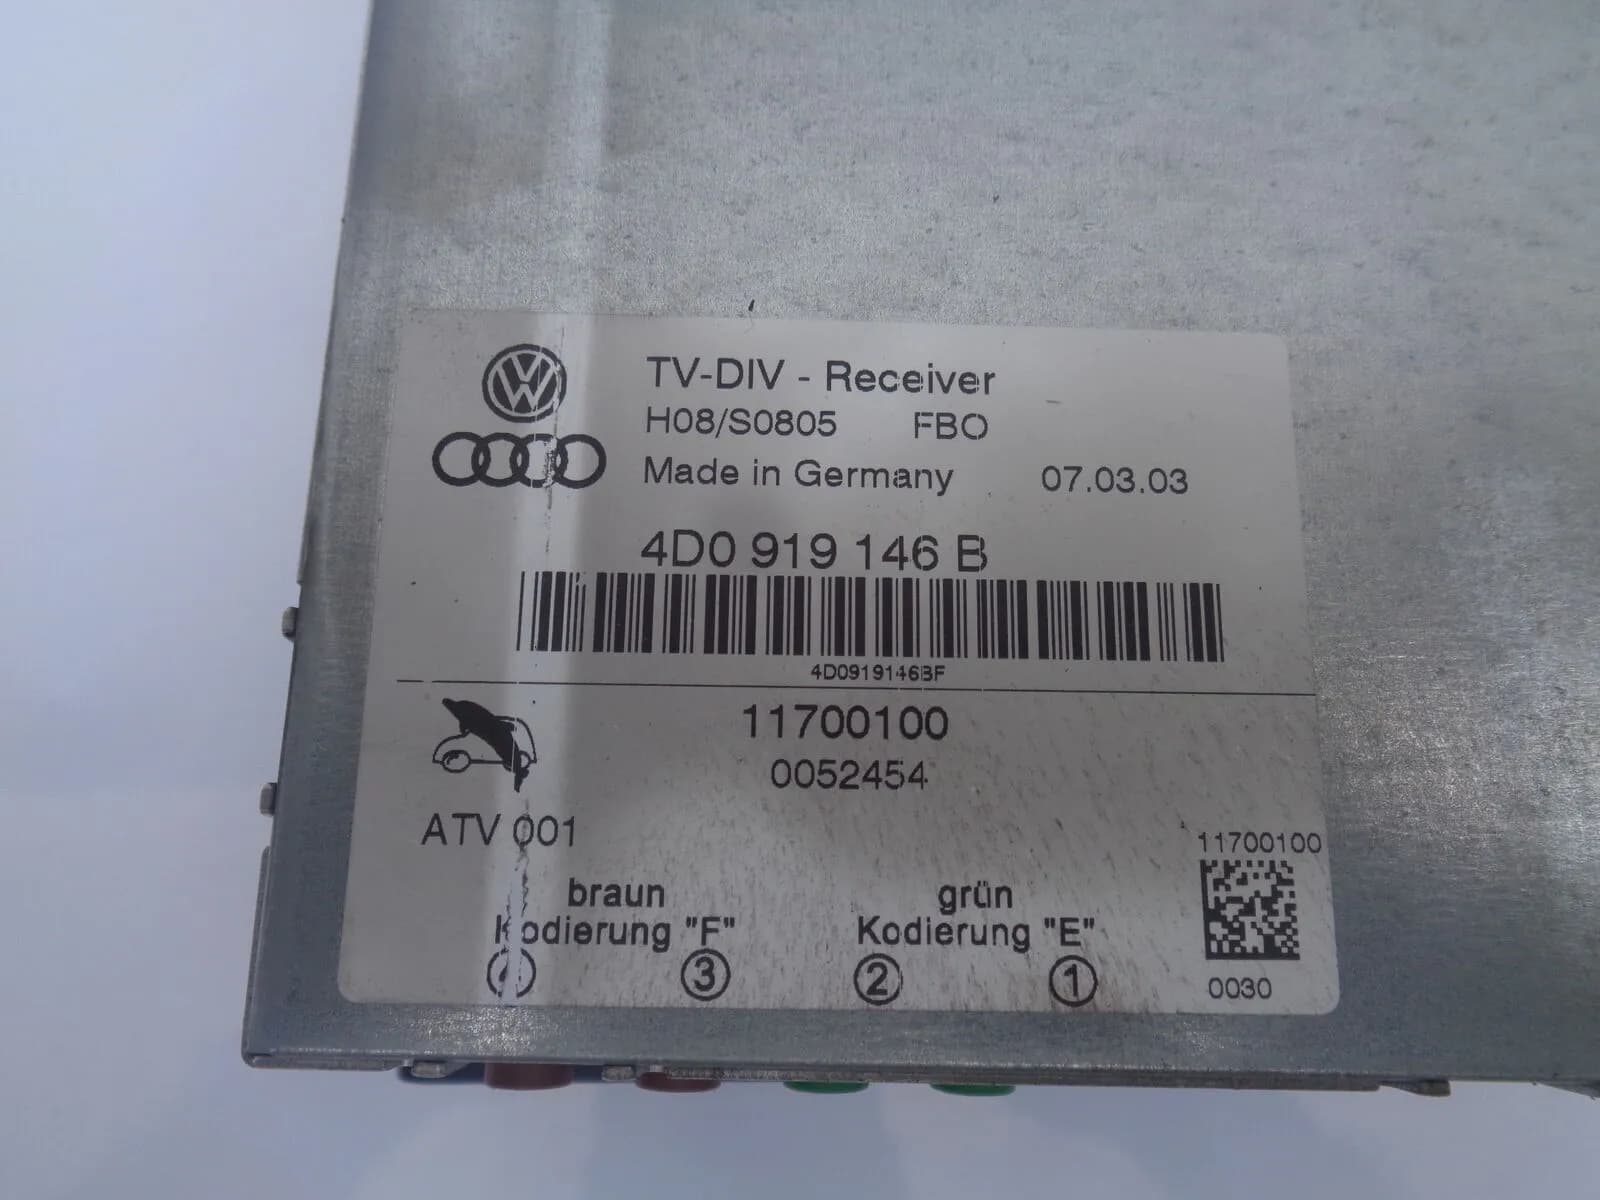 TV-DIV - Receiver
H08/S0805 FBO
Made in Germany 07.03.03
4D0 919 146 B
4D0919146BF
11700100
0052454
ATV 001
11700100
braun grün
Kodierung "F" Kodierung "E"
3 2 1
0030